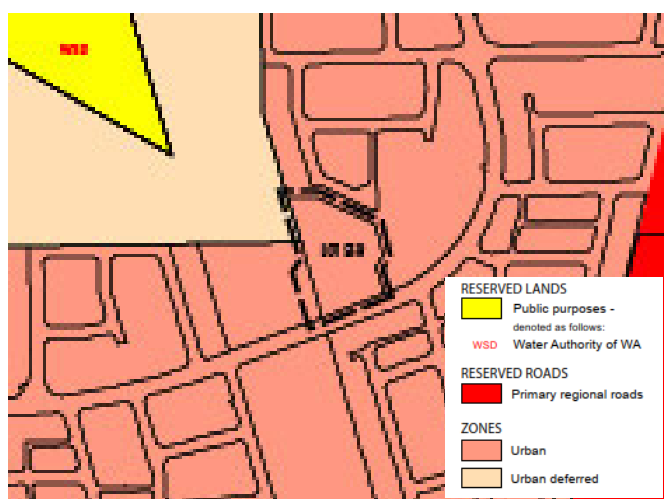 WSD
RESERVED LANDS
Public purposes -
denoted as follows:
WSD Water Authority of WA
RESERVED ROADS
Primary regional roads
ZONES
Urban
Urban deferred